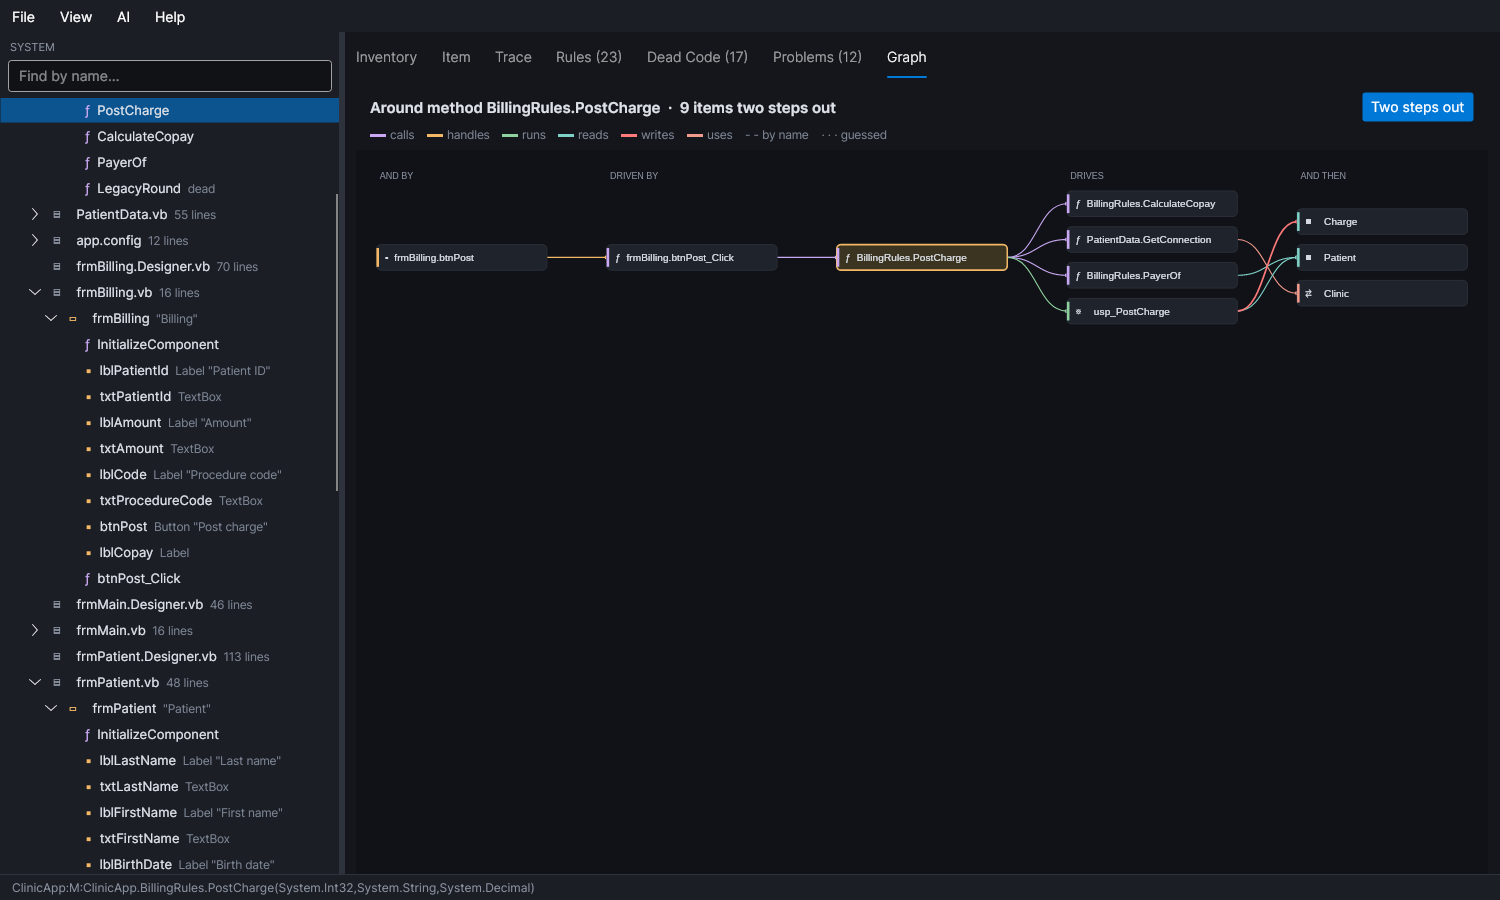 File View AI Help
SYSTEM
Find by name...
ƒ PostCharge
ƒ CalculateCopay
ƒ PayerOf
ƒ LegacyRound dead
PatientData.vb 55 lines
app.config 12 lines
frmBilling.Designer.vb 70 lines
frmBilling.vb 16 lines
frmBilling "Billing"
ƒ InitializeComponent
lblPatientId Label "Patient ID"
txtPatientId TextBox
lblAmount Label "Amount"
txtAmount TextBox
lblCode Label "Procedure code"
txtProcedureCode TextBox
btnPost Button "Post charge"
lblCopay Label
ƒ btnPost_Click
frmMain.Designer.vb 46 lines
frmMain.vb 16 lines
frmPatient.Designer.vb 113 lines
frmPatient.vb 48 lines
frmPatient "Patient"
ƒ InitializeComponent
lblLastName Label "Last name"
txtLastName TextBox
lblFirstName Label "First name"
txtFirstName TextBox
lblBirthDate Label "Birth date"
Inventory Item Trace Rules (23) Dead Code (17) Problems (12) Graph
Around method BillingRules.PostCharge · 9 items two steps out
Two steps out
calls handles runs reads writes uses - - by name · · · guessed
AND BY DRIVEN BY DRIVES AND THEN
frmBilling.btnPost
ƒ frmBilling.btnPost_Click
ƒ BillingRules.PostCharge
ƒ BillingRules.CalculateCopay
ƒ PatientData.GetConnection
ƒ BillingRules.PayerOf
usp_PostCharge
Charge
Patient
Clinic
ClinicApp:M:ClinicApp.BillingRules.PostCharge(System.Int32,System.String,System.Decimal)